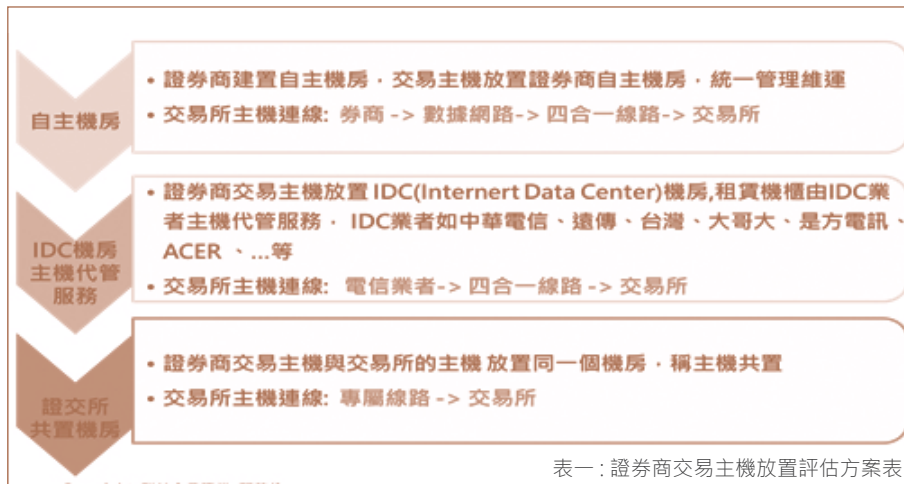 自主機房
• 證券商建置自主機房，交易主機放置證券商自主機房，統一管理維運
• 交易所主機連線: 券商 -> 數據網路-> 四合一線路-> 交易所
IDC機房
主機代管
服務
• 證券商交易主機放置 IDC(Internert Data Center)機房,租賃機櫃由IDC業
者主機代管服務， IDC業者如中華電信、遠傳、台灣、大哥大、是方電訊、
ACER 、...等
• 交易所主機連線: 電信業者-> 四合一線路 -> 交易所
證交所
共置機房
• 證券商交易主機與交易所的主機 放置同一個機房，稱主機共置
• 交易所主機連線: 專屬線路 -> 交易所
表一 : 證券商交易主機放置評估方案表